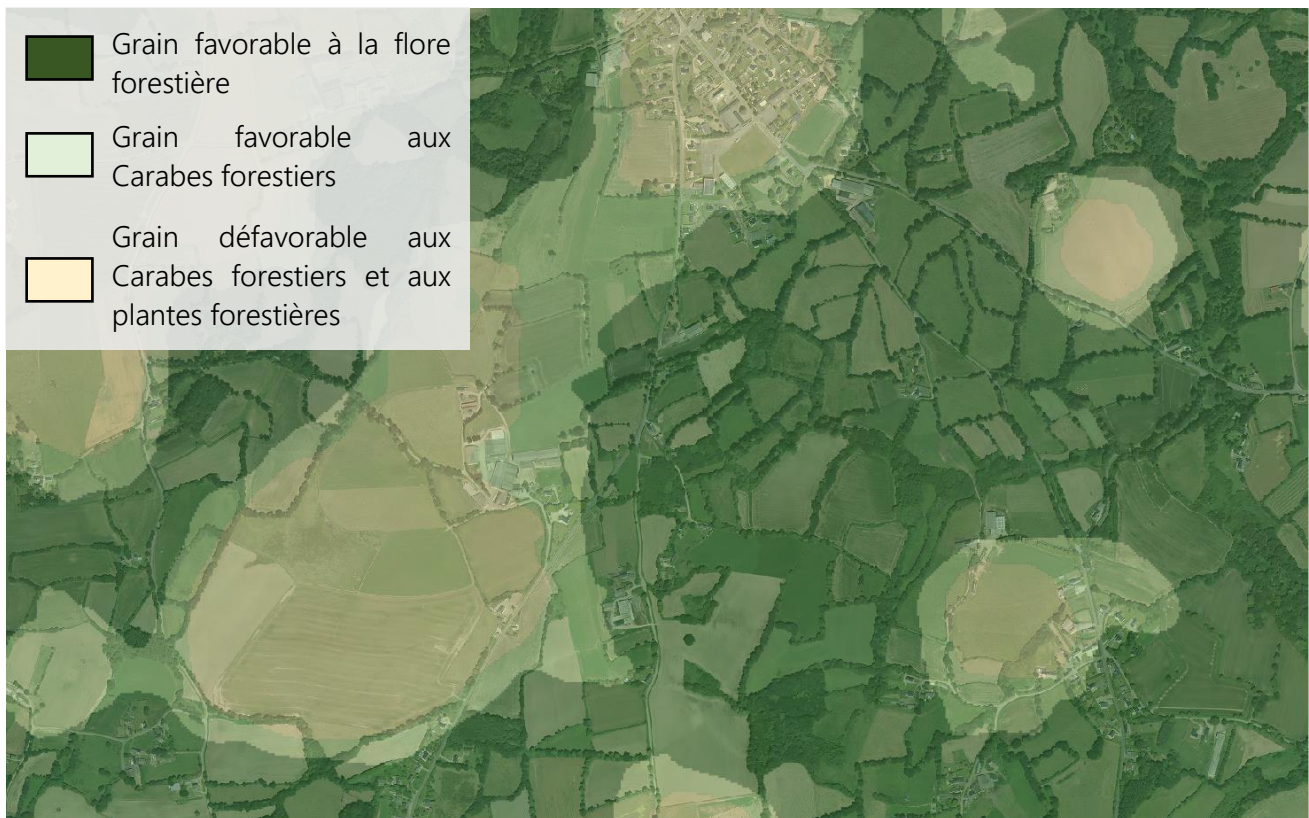 Grain favorable à la flore
forestière
Grain favorable aux
Carabes forestiers
Grain défavorable aux
Carabes forestiers et aux
plantes forestières